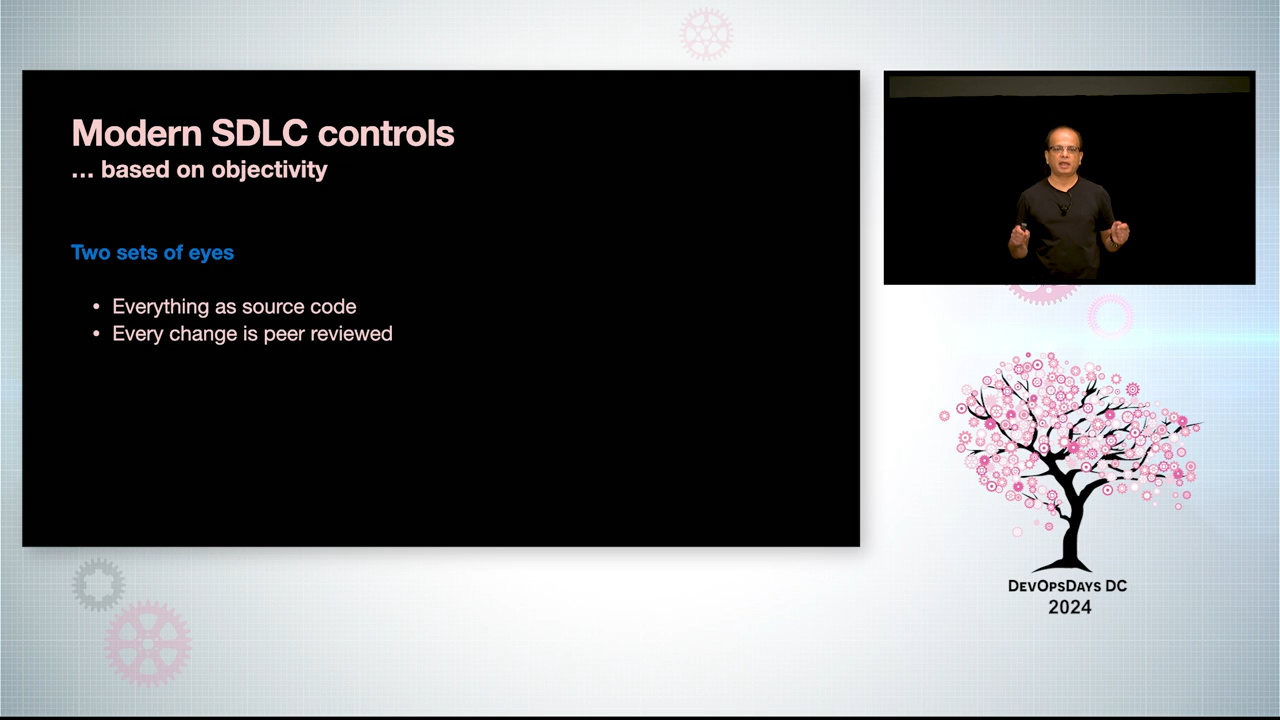 Modern SDLC controls
… based on objectivity
Two sets of eyes
• Everything as source code
• Every change is peer reviewed
DevOpsDays DC
2024